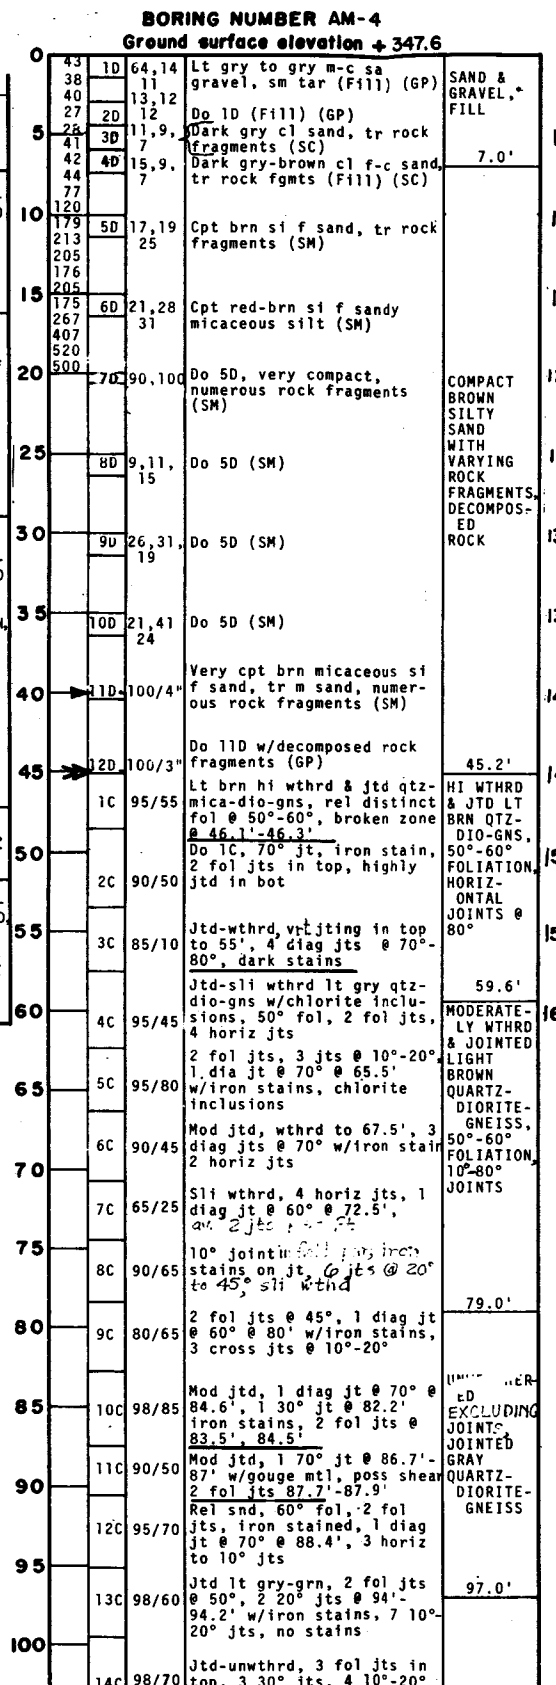 BORING NUMBER AM-4
Ground surface elevation + 347.6
0
43 1D 64,14 Lt gry to gry m-c sa
38 11 gravel, sm tar (Fill) (GP)
40 13,12
27 2D 12 Do 1D (Fill) (GP)
5 28 3D 11,9, Dark gry cl sand, tr rock
41 7 fragments (SC)
42 4D 15,9, Dark gry-brown cl f-c sand,
44 7 tr rock fgmts (Fill) (SC)
77
SAND &
GRAVEL,
FILL
7.0'
10 120
179 5D 17,19 Cpt brn si f sand, tr rock
213 25 fragments (SM)
205
176
15 205
175 6D 21,28 Cpt red-brn si f sandy
267 31 micaceous silt (SM)
407
520
20 500
7D 90,100 Do 5D, very compact,
numerous rock fragments
(SM)
25
8D 9,11, Do 5D (SM)
15
30
9D 26,31, Do 5D (SM)
19
35
10D 21,41 Do 5D (SM)
24
Very cpt brn micaceous si
40 11D 100/4" f sand, tr m sand, numer-
ous rock fragments (SM)
Do 11D w/decomposed rock
45 12D 100/3" fragments (GP)
COMPACT
BROWN
SILTY
SAND
WITH
VARYING
ROCK
FRAGMENTS,
DECOMPOS-
ED
ROCK
45.2'
Lt brn hi wthrd & jtd qtz-
1C 95/55 mica-dio-gns, rel distinct
fol @ 50°-60°, broken zone
@ 46.1'-46.3'
50 Do 1C, 70° jt, iron stain,
2 fol jts in top, highly
2C 90/50 jtd in bot
55 Jtd-wthrd, vrt jting in top
3C 85/10 to 55', 4 diag jts @ 70°-
80°, dark stains
HI WTHRD
& JTD LT
BRN QTZ-
DIO-GNS,
50°-60°
FOLIATION,
HORIZ-
ONTAL
JOINTS @
80°
59.6'
Jtd-sli wthrd lt gry qtz-
60 dio-gns w/chlorite inclu-
4C 95/45 sions, 50° fol, 2 fol jts,
4 horiz jts
2 fol jts, 3 jts @ 10°-20°,
65 5C 95/80 1 dia jt @ 70° @ 65.5'
w/iron stains, chlorite
inclusions
Mod jtd, wthrd to 67.5', 3
6C 90/45 diag jts @ 70° w/iron stain
70 2 horiz jts
Sli wthrd, 4 horiz jts, 1
7C 65/25 diag jt @ 60° @ 72.5',
2 jts
75 10° joint iron
8C 90/65 stains on jt, 6 jts @ 20°
to 45°, sli wthd
MODERATE-
LY WTHRD
& JOINTED
LIGHT
BROWN
QUARTZ-
DIORITE-
GNEISS,
50°-60°
FOLIATION,
10°-80°
JOINTS
79.0'
80 2 fol jts @ 45°, 1 diag jt
9C 80/65 @ 60° @ 80' w/iron stains,
3 cross jts @ 10°-20°
Mod jtd, 1 diag jt @ 70° @
85 10C 98/85 84.6', 1 30° jt @ 82.2'
iron stains, 2 fol jts @
83.5', 84.5'
Mod jtd, 1 70° jt @ 86.7'-
11C 90/50 87' w/gouge mtl, poss shear
90 2 fol jts 87.7'-87.9'
Rel snd, 60° fol, 2 fol
12C 95/70 jts, iron stained, 1 diag
jt @ 70° @ 88.4', 3 horiz
95 to 10° jts
Jtd lt gry-grn, 2 fol jts
13C 98/60 @ 50°, 2 20° jts @ 94'-
94.2' w/iron stains, 7 10°-
20° jts, no stains
ED
EXCLUDING
JOINTS,
JOINTED
GRAY
QUARTZ-
DIORITE-
GNEISS
97.0'
100
Jtd-unwthrd, 3 fol jts in
14C 98/70 top, 3 30° jts, 4 10°-20°